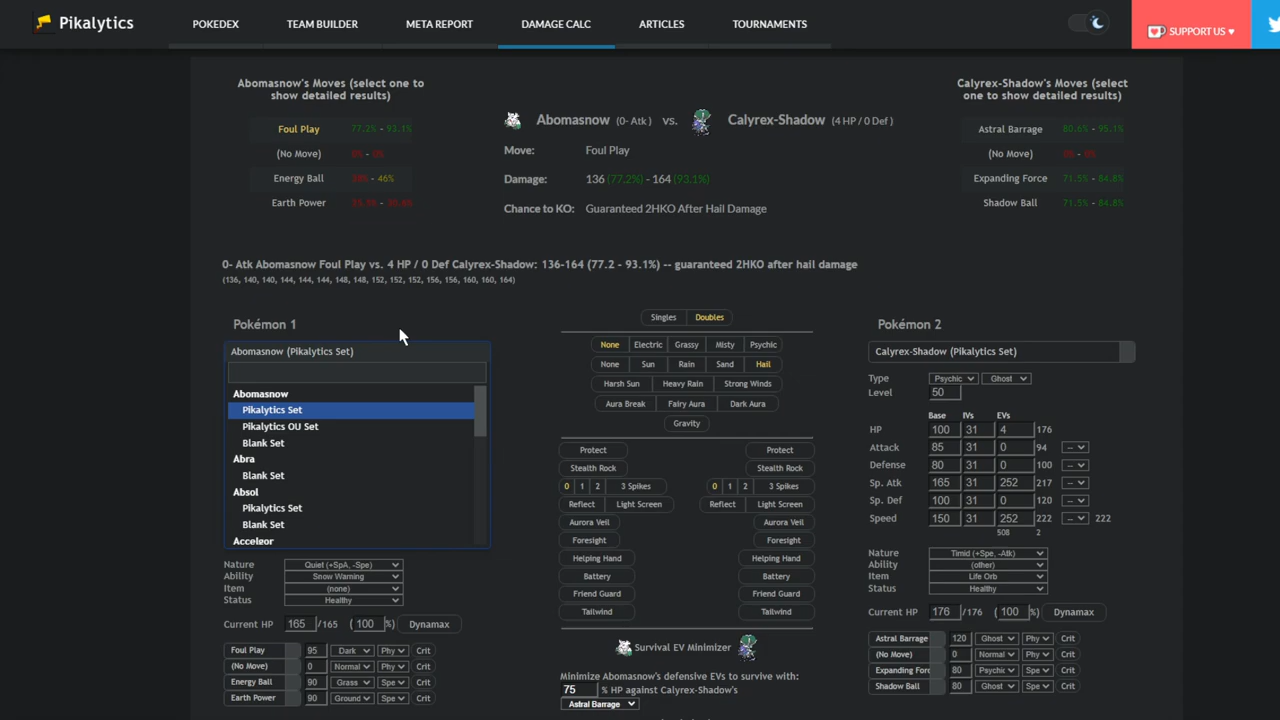 Pikalytics
POKEDEX
TEAM BUILDER
META REPORT
DAMAGE CALC
ARTICLES
TOURNAMENTS
SUPPORT US ♥
Abomasnow's Moves (select one to
show detailed results)
Foul Play 77.2% - 93.1%
(No Move) 0% - 0%
Energy Ball - 46%
Earth Power
Abomasnow (0- Atk ) VS. Calyrex-Shadow (4 HP / 0 Def )
Move: Foul Play
Damage: 136 (77.2%) - 164 (93.1%)
Chance to KO: Guaranteed 2HKO After Hail Damage
Calyrex-Shadow's Moves (select
one to show detailed results)
Astral Barrage 80.6% - 95.1%
(No Move) 0% - 0%
Expanding Force 71.5% - 84.8%
Shadow Ball 71.5% - 84.8%
0- Atk Abomasnow Foul Play vs. 4 HP / 0 Def Calyrex-Shadow: 136-164 (77.2 - 93.1%) -- guaranteed 2HKO after hail damage
(136, 140, 140, 144, 144, 144, 148, 148, 152, 152, 152, 156, 156, 160, 160, 164)
Pokémon 1
Abomasnow (Pikalytics Set)
Abomasnow
Pikalytics Set
Pikalytics OU Set
Blank Set
Abra
Blank Set
Absol
Pikalytics Set
Blank Set
Accelgor
Nature Quiet (+SpA, -Spe)
Ability Snow Warning
Item (none)
Status Healthy
Current HP 165 /165 ( 100 %) Dynamax
Foul Play 95 Dark Phy Crit
(No Move) 0 Normal Phy Crit
Energy Ball 90 Grass Spe Crit
Earth Power 90 Ground Spe Crit
Singles Doubles
None Electric Grassy Misty Psychic
None Sun Rain Sand Hail
Harsh Sun Heavy Rain Strong Winds
Aura Break Fairy Aura Dark Aura
Gravity
Protect Protect
Stealth Rock Stealth Rock
0 1 2 3 Spikes 0 1 2 3 Spikes
Reflect Light Screen Reflect Light Screen
Aurora Veil Aurora Veil
Foresight Foresight
Helping Hand Helping Hand
Battery Battery
Friend Guard Friend Guard
Tailwind Tailwind
Survival EV Minimizer
Minimize Abomasnow's defensive EVs to survive with:
75 % HP against Calyrex-Shadow's
Astral Barrage
Pokémon 2
Calyrex-Shadow (Pikalytics Set)
Type Psychic Ghost
Level 50
Base IVs EVs
HP 100 31 4 176
Attack 85 31 0 94 --
Defense 80 31 0 100 --
Sp. Atk 165 31 252 217 --
Sp. Def 100 31 0 120 --
Speed 150 31 252 222 -- 222
508 2
Nature Timid (+Spe, -Atk)
Ability (other)
Item Life Orb
Status Healthy
Current HP 176 /176 ( 100 %) Dynamax
Astral Barrage 120 Ghost Phy Crit
(No Move) 0 Normal Phy Crit
Expanding Forc 80 Psychic Spe Crit
Shadow Ball 80 Ghost Spe Crit